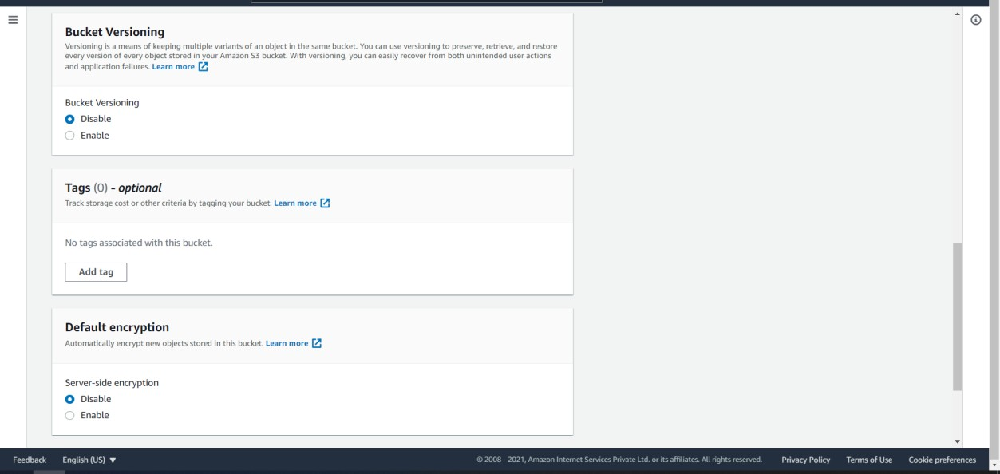 Bucket Versioning
Versioning is a means of keeping multiple variants of an object in the same bucket. You can use versioning to preserve, retrieve, and restore
every version of every object stored in your Amazon S3 bucket. With versioning, you can easily recover from both unintended user actions
and application failures. Learn more
Bucket Versioning
Disable
Enable
Tags (0) - optional
Track storage cost or other criteria by tagging your bucket. Learn more
No tags associated with this bucket.
Add tag
Default encryption
Automatically encrypt new objects stored in this bucket. Learn more
Server-side encryption
Disable
Enable
Feedback English (US) © 2008 - 2021, Amazon Internet Services Private Ltd. or its affiliates. All rights reserved. Privacy Policy Terms of Use Cookie preferences